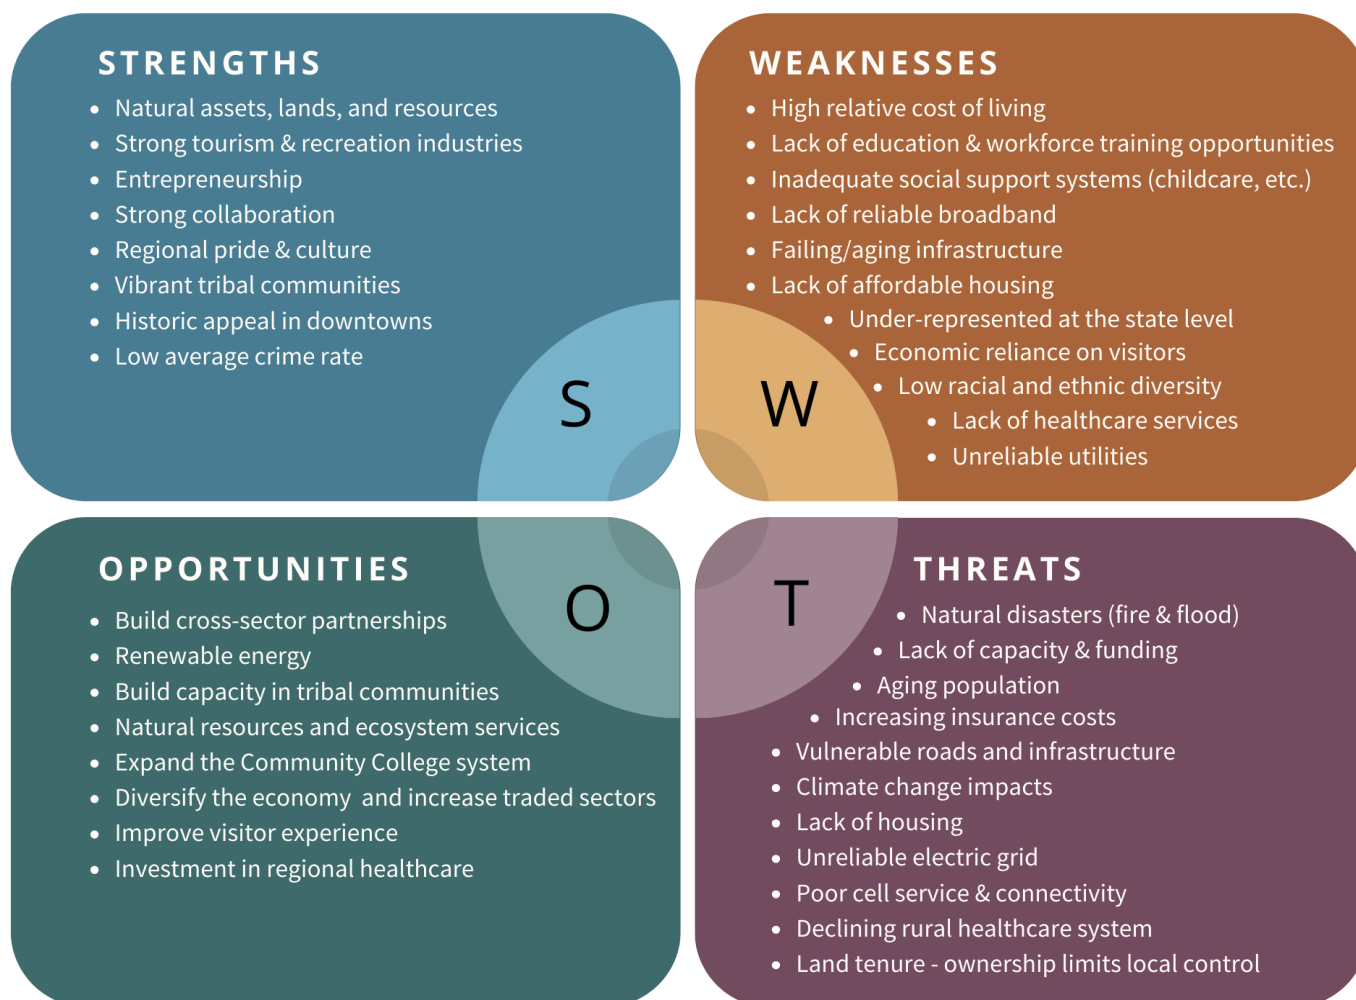 STRENGTHS
• Natural assets, lands, and resources
• Strong tourism & recreation industries
• Entrepreneurship
• Strong collaboration
• Regional pride & culture
• Vibrant tribal communities
• Historic appeal in downtowns
• Low average crime rate
S
WEAKNESSES
• High relative cost of living
• Lack of education & workforce training opportunities
• Inadequate social support systems (childcare, etc.)
• Lack of reliable broadband
• Failing/aging infrastructure
• Lack of affordable housing
• Under-represented at the state level
• Economic reliance on visitors
• Low racial and ethnic diversity
• Lack of healthcare services
• Unreliable utilities
W
OPPORTUNITIES
• Build cross-sector partnerships
• Renewable energy
• Build capacity in tribal communities
• Natural resources and ecosystem services
• Expand the Community College system
• Diversify the economy  and increase traded sectors
• Improve visitor experience
• Investment in regional healthcare
O
THREATS
• Natural disasters (fire & flood)
• Lack of capacity & funding
• Aging population
• Increasing insurance costs
• Vulnerable roads and infrastructure
• Climate change impacts
• Lack of housing
• Unreliable electric grid
• Poor cell service & connectivity
• Declining rural healthcare system
• Land tenure - ownership limits local control
T